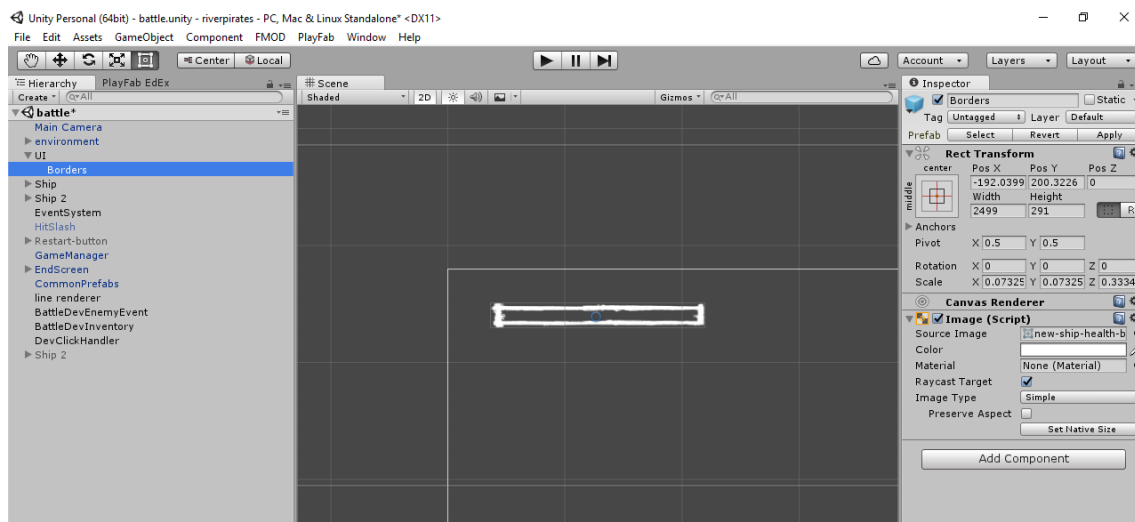 Unity Personal (64bit) - battle.unity - riverpirates - PC, Mac & Linux Standalone* <DX11>
File Edit Assets GameObject Component FMOD PlayFab Window Help
Center Local Account Layers Layout
Hierarchy PlayFab EdEx
Create All
battle*
Main Camera
environment
UI
Borders
Ship
Ship 2
EventSystem
HitSlash
Restart-button
GameManager
EndScreen
CommonPrefabs
line renderer
BattleDevEnemyEvent
BattleDevInventory
DevClickHandler
Ship 2
Scene
Shaded 2D Gizmos All
Inspector
Borders Static
Tag Untagged Layer Default
Prefab Select Revert Apply
Rect Transform
center Pos X Pos Y Pos Z
middle -192.0399 200.3226 0
Width Height
2499 291 R
Anchors
Pivot X 0.5 Y 0.5
Rotation X 0 Y 0 Z 0
Scale X 0.07325 Y 0.07325 Z 0.3334
Canvas Renderer
Image (Script)
Source Image new-ship-health-b
Color
Material None (Material)
Raycast Target
Image Type Simple
Preserve Aspect
Set Native Size
Add Component